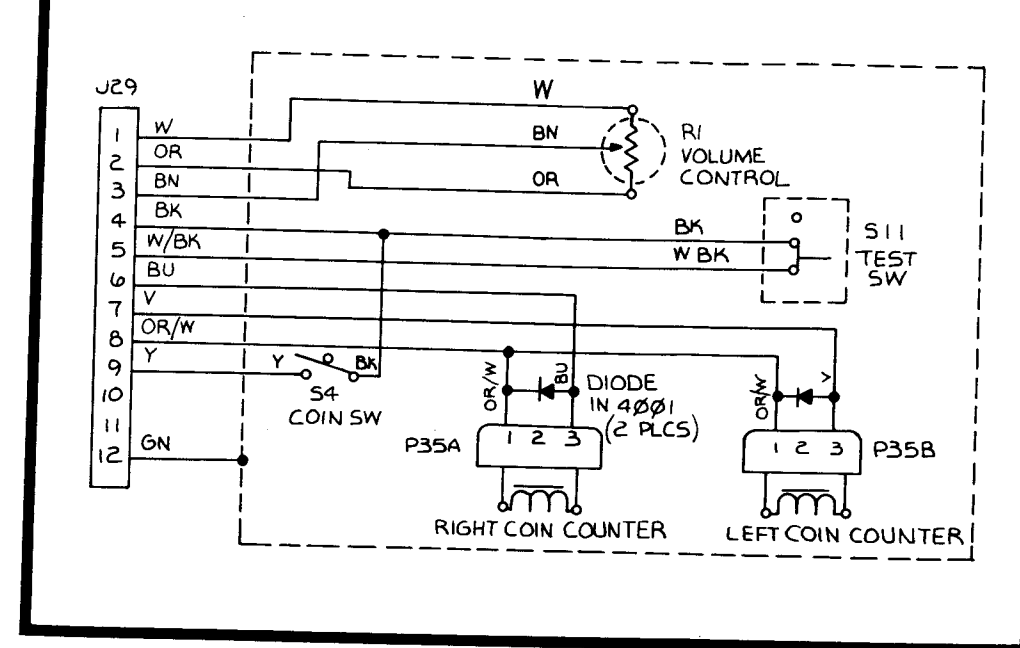 J29
1 W
2 OR
3 BN
4 BK
5 W/BK
6 BU
7 V
8 OR/W
9 Y
10
11
12 GN
W
BN
OR
R1
VOLUME
CONTROL
BK
W BK
S11
TEST
SW
Y
BK
S4
COIN SW
OR/W
BU
DIODE
IN 4ØØ1
(2 PLCS)
OR/W
V
P35A
1 2 3
1 2 3
P35B
RIGHT COIN COUNTER
LEFT COIN COUNTER